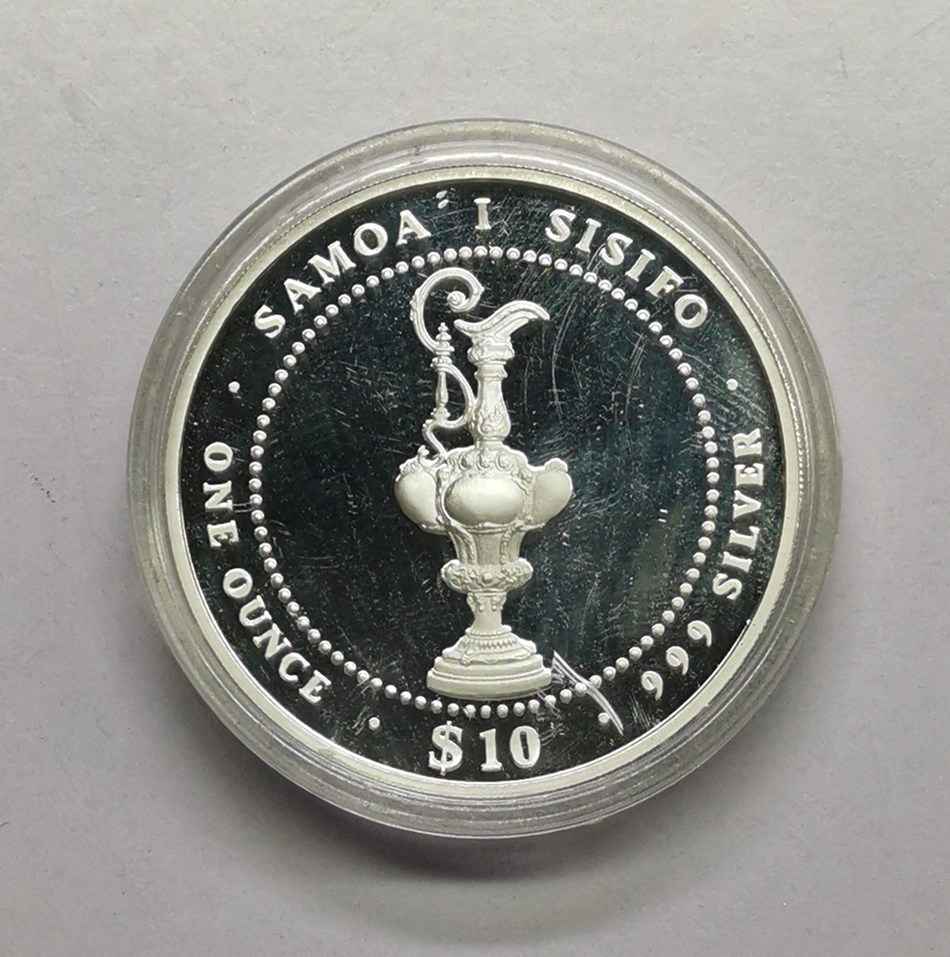 SAMOA' I SISIFO
ONE OUNCE
$10
999 SILVER